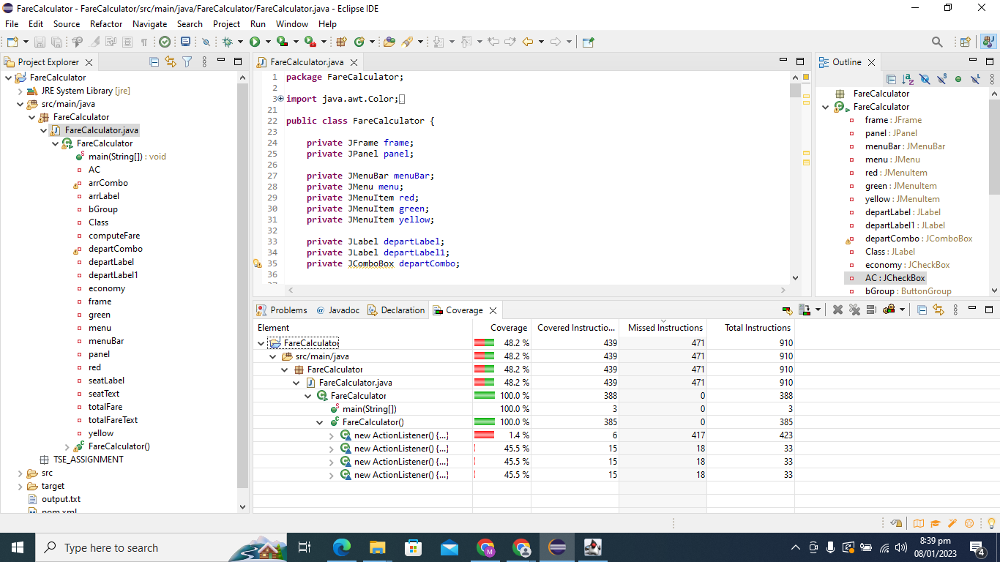 FareCalculator - FareCalculator/src/main/java/FareCalculator/FareCalculator.java - Eclipse IDE
File Edit Source Refactor Navigate Search Project Run Window Help
Project Explorer
FareCalculator
JRE System Library [jre]
src/main/java
FareCalculator
FareCalculator.java
FareCalculator
main(String[]) : void
AC
arrCombo
arrLabel
bGroup
Class
computeFare
departCombo
departLabel
departLabel1
economy
frame
green
menu
menuBar
panel
red
seatLabel
seatText
totalFare
totalFareText
yellow
FareCalculator()
TSE_ASSIGNMENT
src
target
output.txt
pom.xml
FareCalculator.java
1 package FareCalculator;
2
3 import java.awt.Color;
21
22 public class FareCalculator {
23
24 private JFrame frame;
25 private JPanel panel;
26
27 private JMenuBar menuBar;
28 private JMenu menu;
29 private JMenuItem red;
30 private JMenuItem green;
31 private JMenuItem yellow;
32
33 private JLabel departLabel;
34 private JLabel departLabel1;
35 private JComboBox departCombo;
36
Outline
FareCalculator
FareCalculator
frame : JFrame
panel : JPanel
menuBar : JMenuBar
menu : JMenu
red : JMenuItem
green : JMenuItem
yellow : JMenuItem
departLabel : JLabel
departLabel1 : JLabel
departCombo : JComboBox
Class : JLabel
economy : JCheckBox
AC : JCheckBox
bGroup : ButtonGroup
Problems Javadoc Declaration Coverage
Element Coverage Covered Instructio... Missed Instructions Total Instructions
FareCalculator 48.2 % 439 471 910
src/main/java 48.2 % 439 471 910
FareCalculator 48.2 % 439 471 910
FareCalculator.java 48.2 % 439 471 910
FareCalculator 100.0 % 388 0 388
main(String[]) 100.0 % 3 0 3
FareCalculator() 100.0 % 385 0 385
new ActionListener() {...} 1.4 % 6 417 423
new ActionListener() {...} 45.5 % 15 18 33
new ActionListener() {...} 45.5 % 15 18 33
new ActionListener() {...} 45.5 % 15 18 33
Type here to search
8:39 pm
08/01/2023
4